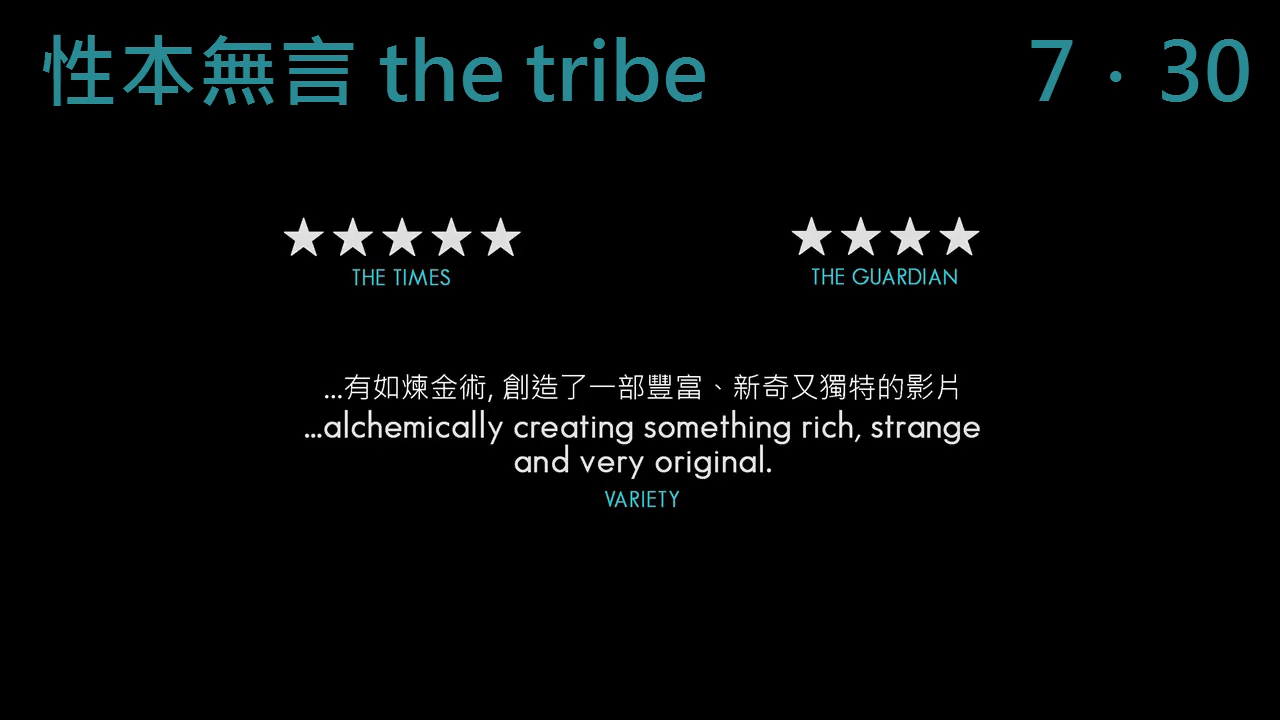 性本無言 the tribe
7 · 30
THE TIMES
THE GUARDIAN
...有如煉金術, 創造了一部豐富、新奇又獨特的影片
...alchemically creating something rich, strange
and very original.
VARIETY